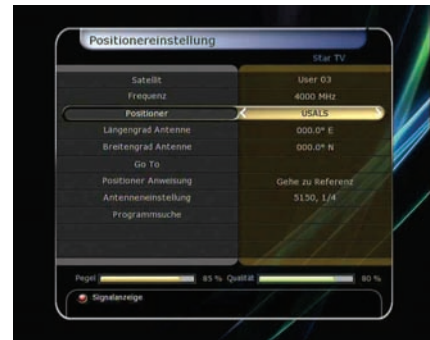 Positionereinstellung
Star TV
Satellit User 03
Frequenz 4000 MHz
Positioner USALS
Längengrad Antenne 000.0° E
Breitengrad Antenne 000.0° N
Go To
Positioner Anweisung Gehe zu Referenz
Antenneneinstellung 5150, 1/4
Programmsuche
Pegel 85 % Qualität 80 %
Signalanzeige